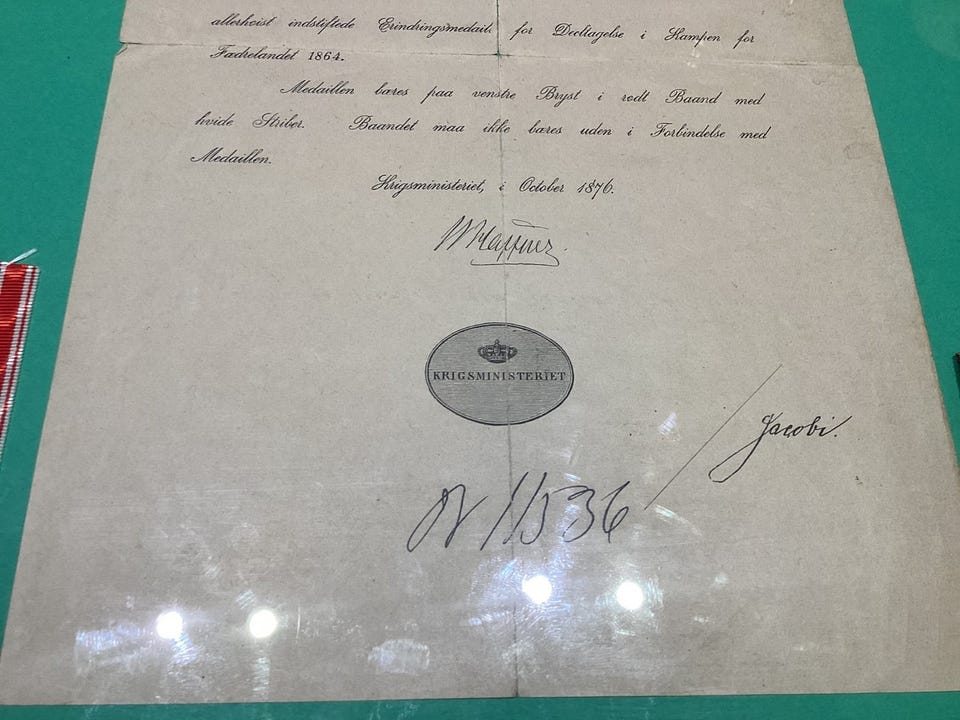 allerhøist indstiftede Erindringsmedaille for Deeltagelse i Kampen for
Fædrelandet 1864.
Medaillen bæres paa venstre Bryst i rødt Baand med
hvide Striber. Baandet maa ikke bæres uden i Forbindelse med
Medaillen.
Krigsministeriet, i October 1876.
W Haffner
KRIGSMINISTERIET
Jacobi.
N 11536